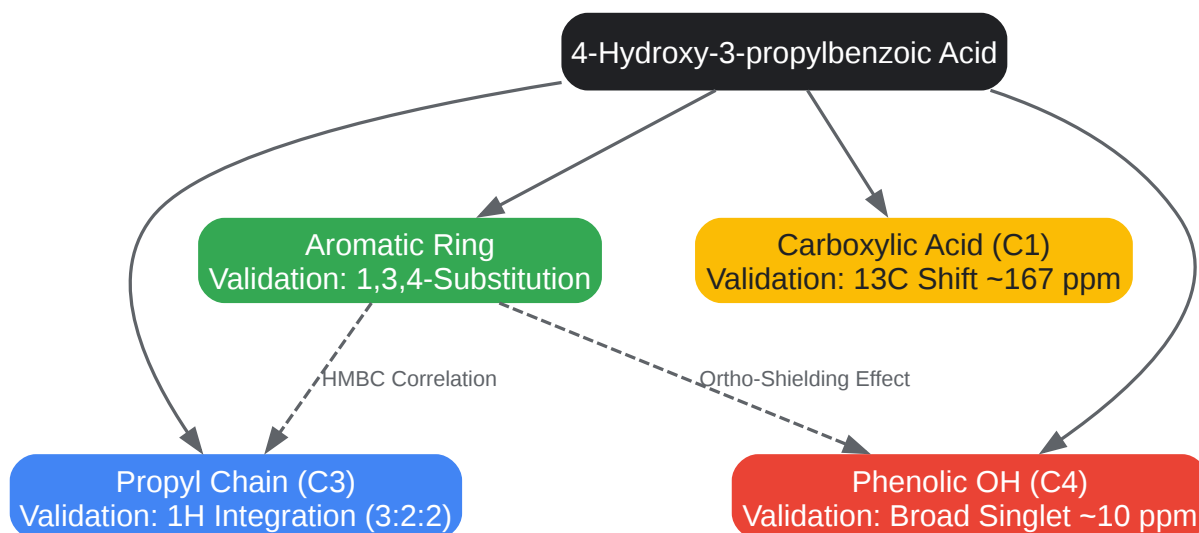 4-Hydroxy-3-propylbenzoic Acid
Aromatic Ring
Validation: 1,3,4-Substitution
Carboxylic Acid (C1)
Validation: 13C Shift ~167 ppm
HMBC Correlation
Ortho-Shielding Effect
Propyl Chain (C3)
Validation: 1H Integration (3:2:2)
Phenolic OH (C4)
Validation: Broad Singlet ~10 ppm